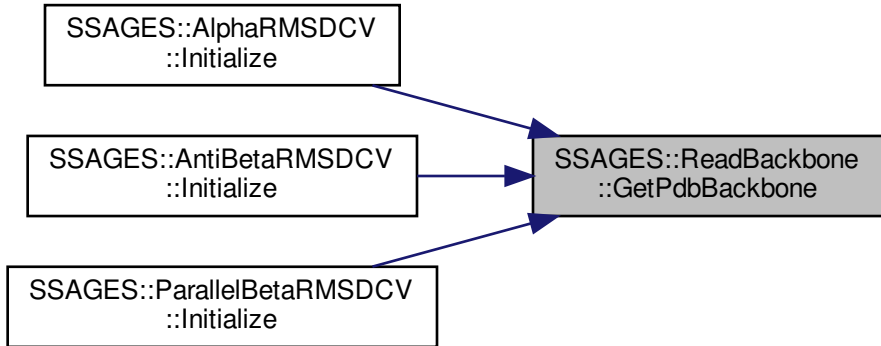 SSAGES::AlphaRMSDCV
::Initialize
SSAGES::AntiBetaRMSDCV
::Initialize
SSAGES::ParallelBetaRMSDCV
::Initialize
SSAGES::ReadBackbone
::GetPdbBackbone